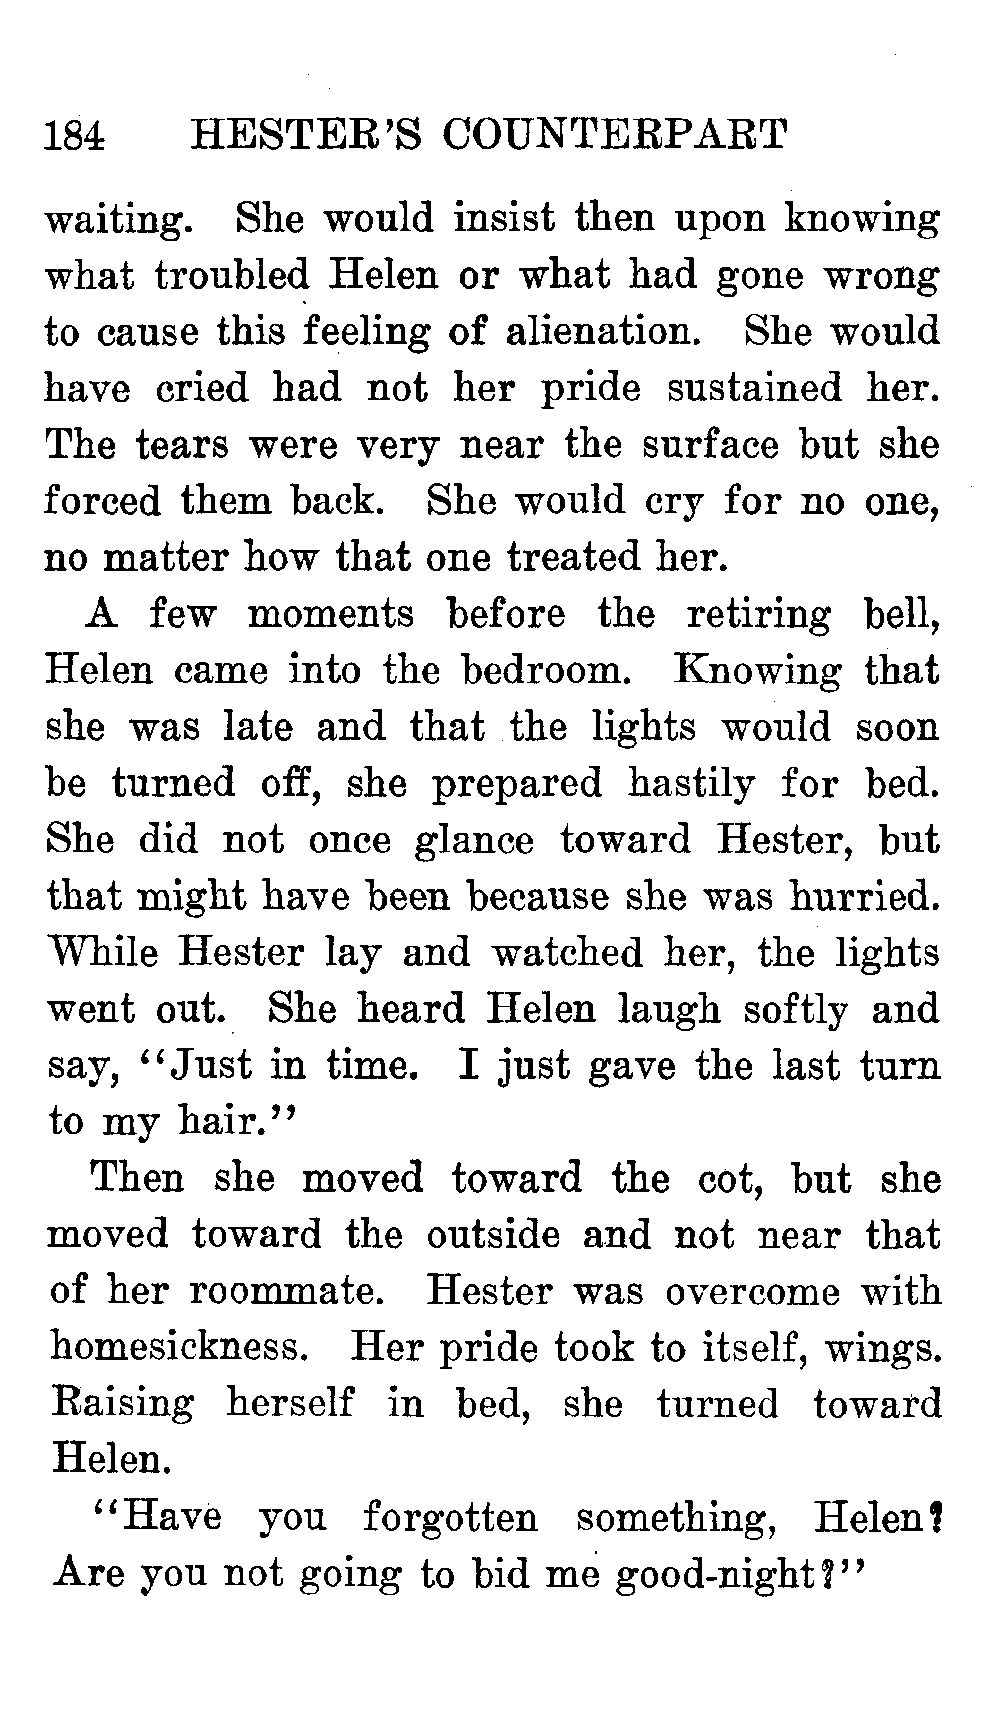 184 HESTER'S COUNTERPART
waiting. She would insist then upon knowing
what troubled Helen or what had gone wrong
to cause this feeling of alienation. She would
have cried had not her pride sustained her.
The tears were very near the surface but she
forced them back. She would cry for no one,
no matter how that one treated her.
A few moments before the retiring bell,
Helen came into the bedroom. Knowing that
she was late and that the lights would soon
be turned off, she prepared hastily for bed.
She did not once glance toward Hester, but
that might have been because she was hurried.
While Hester lay and watched her, the lights
went out. She heard Helen laugh softly and
say, "Just in time. I just gave the last turn
to my hair."
Then she moved toward the cot, but she
moved toward the outside and not near that
of her roommate. Hester was overcome with
homesickness. Her pride took to itself, wings.
Raising herself in bed, she turned toward
Helen.
"Have you forgotten something, Helen?
Are you not going to bid me good-night?"